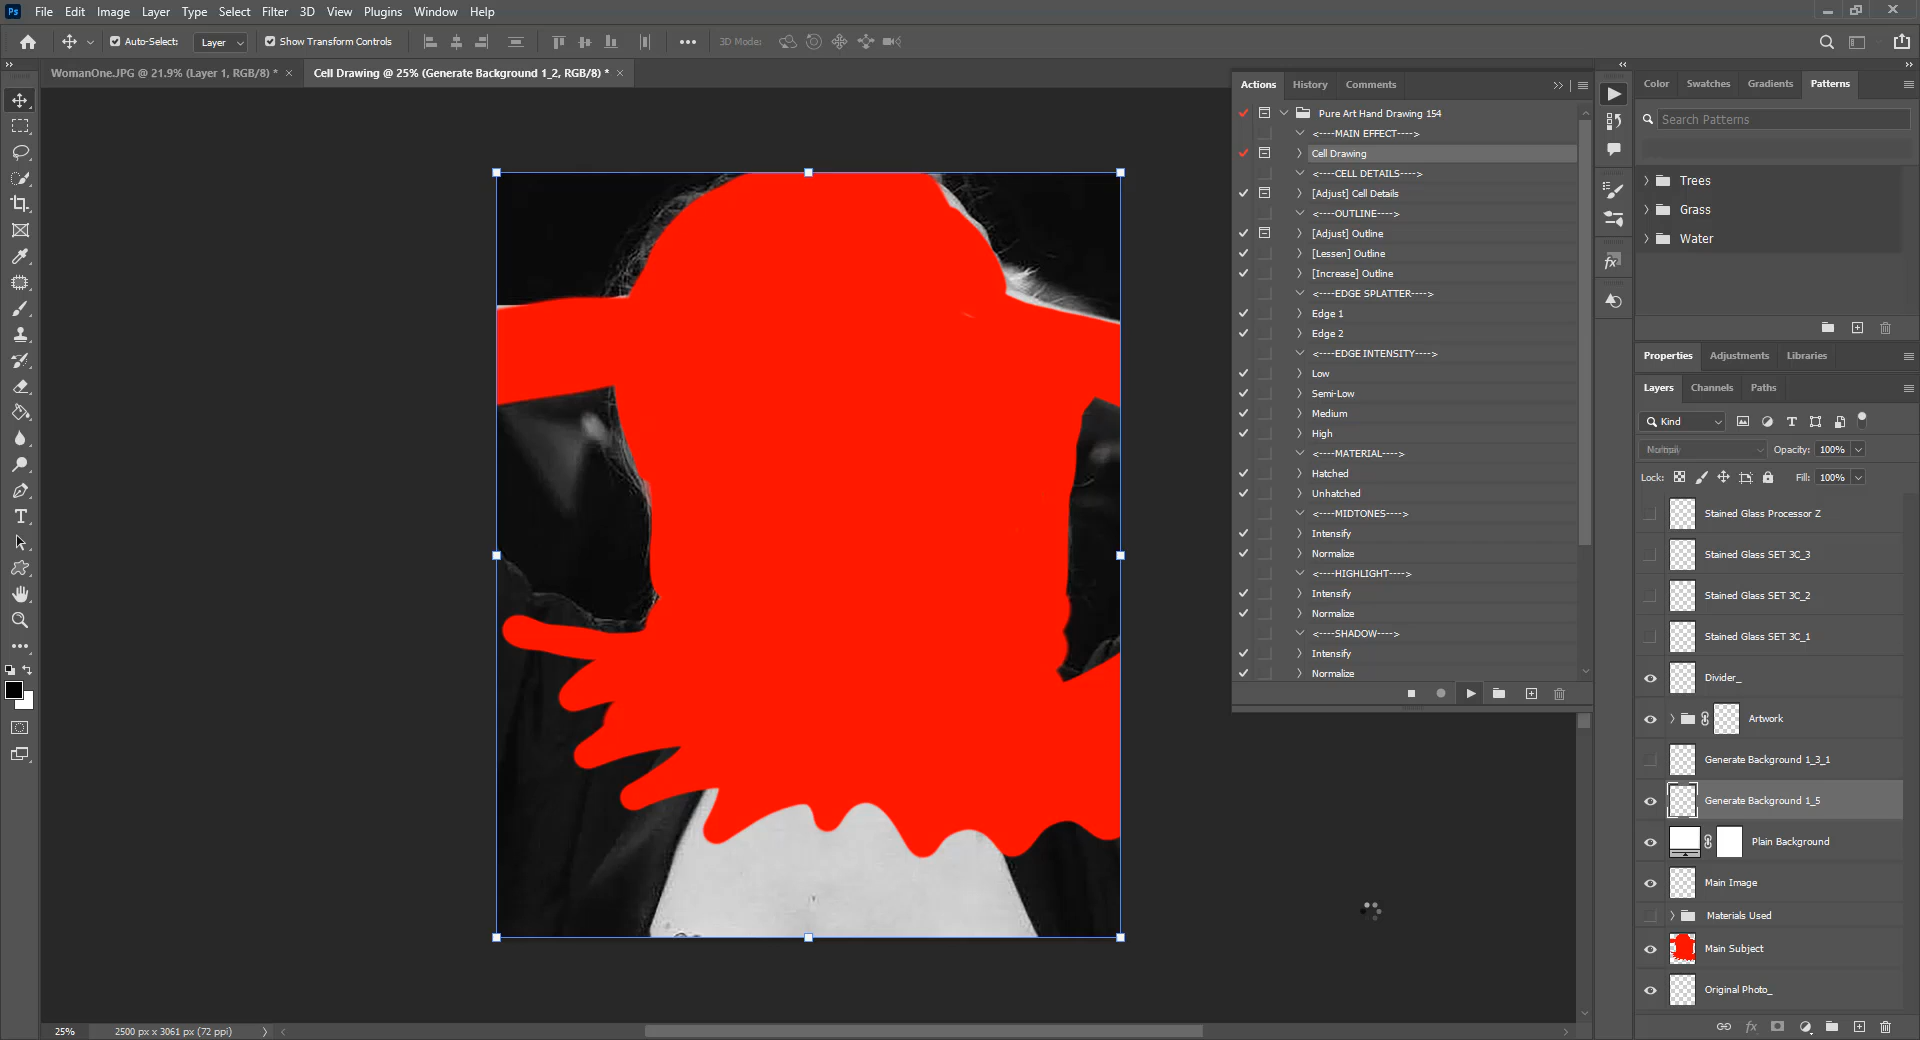 Ps File Edit Image Layer Type Select Filter 3D View Plugins Window Help
Auto-Select: Layer Show Transform Controls 3D Mode:
WomanOne.JPG @ 21.9% (Layer 1, RGB/8) * × Cell Drawing @ 25% (Generate Background 1_2, RGB/8) * ×
Actions History Comments
Pure Art Hand Drawing 154
<----MAIN EFFECT---->
Cell Drawing
<----CELL DETAILS---->
[Adjust] Cell Details
<----OUTLINE---->
[Adjust] Outline
[Lessen] Outline
[Increase] Outline
<----EDGE SPLATTER---->
Edge 1
Edge 2
<----EDGE INTENSITY---->
Low
Semi-Low
Medium
High
<----MATERIAL---->
Hatched
Unhatched
<----MIDTONES---->
Intensify
Normalize
<----HIGHLIGHT---->
Intensify
Normalize
<----SHADOW---->
Intensify
Normalize
Color Swatches Gradients Patterns
Search Patterns
Trees
Grass
Water
Properties Adjustments Libraries
Layers Channels Paths
Kind
Normal Opacity: 100%
Lock: Fill: 100%
Stained Glass Processor Z
Stained Glass SET 3C_3
Stained Glass SET 3C_2
Stained Glass SET 3C_1
Divider_
Artwork
Generate Background 1_3_1
Generate Background 1_5
Plain Background
Main Image
Materials Used
Main Subject
Original Photo_
fx
25% 2500 px x 3061 px (72 ppi)